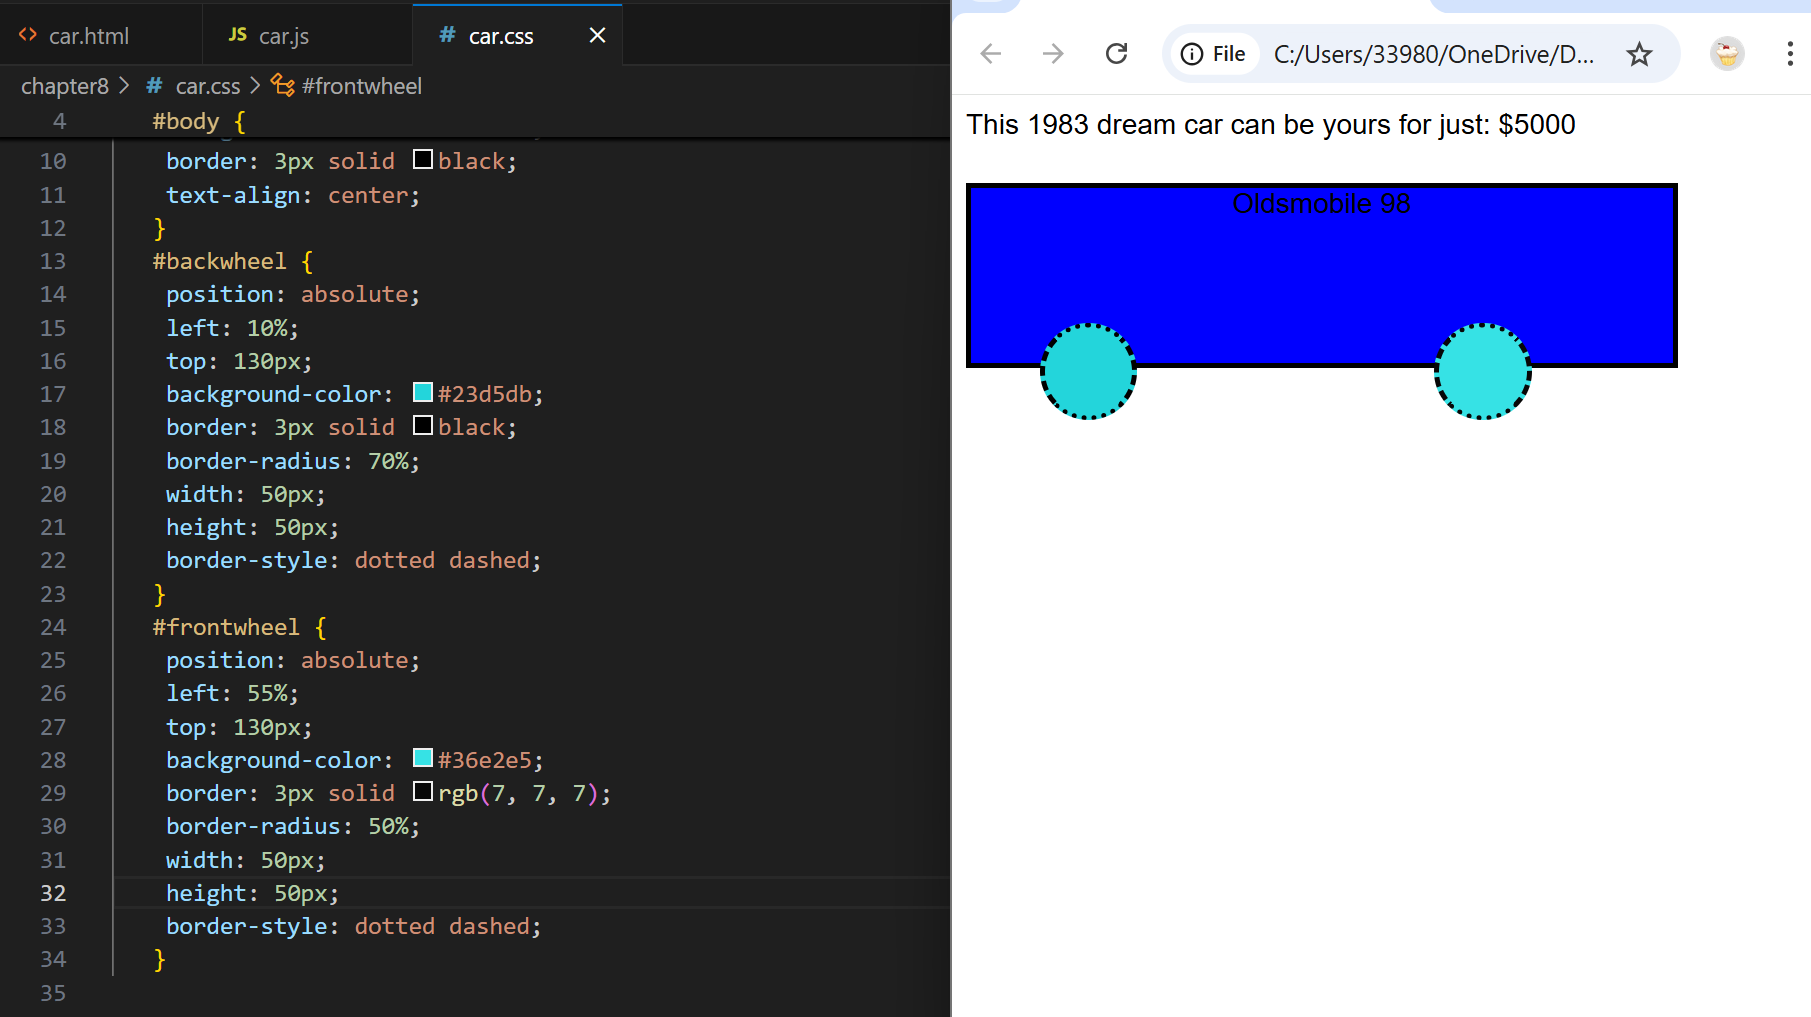 car.html
JS car.js
# car.css
chapter8 > # car.css > #frontwheel
4 #body {
10 border: 3px solid black;
11 text-align: center;
12 }
13 #backwheel {
14 position: absolute;
15 left: 10%;
16 top: 130px;
17 background-color: #23d5db;
18 border: 3px solid black;
19 border-radius: 70%;
20 width: 50px;
21 height: 50px;
22 border-style: dotted dashed;
23 }
24 #frontwheel {
25 position: absolute;
26 left: 55%;
27 top: 130px;
28 background-color: #36e2e5;
29 border: 3px solid rgb(7, 7, 7);
30 border-radius: 50%;
31 width: 50px;
32 height: 50px;
33 border-style: dotted dashed;
34 }
35
File C:/Users/33980/OneDrive/D...
This 1983 dream car can be yours for just: $5000
Oldsmobile 98